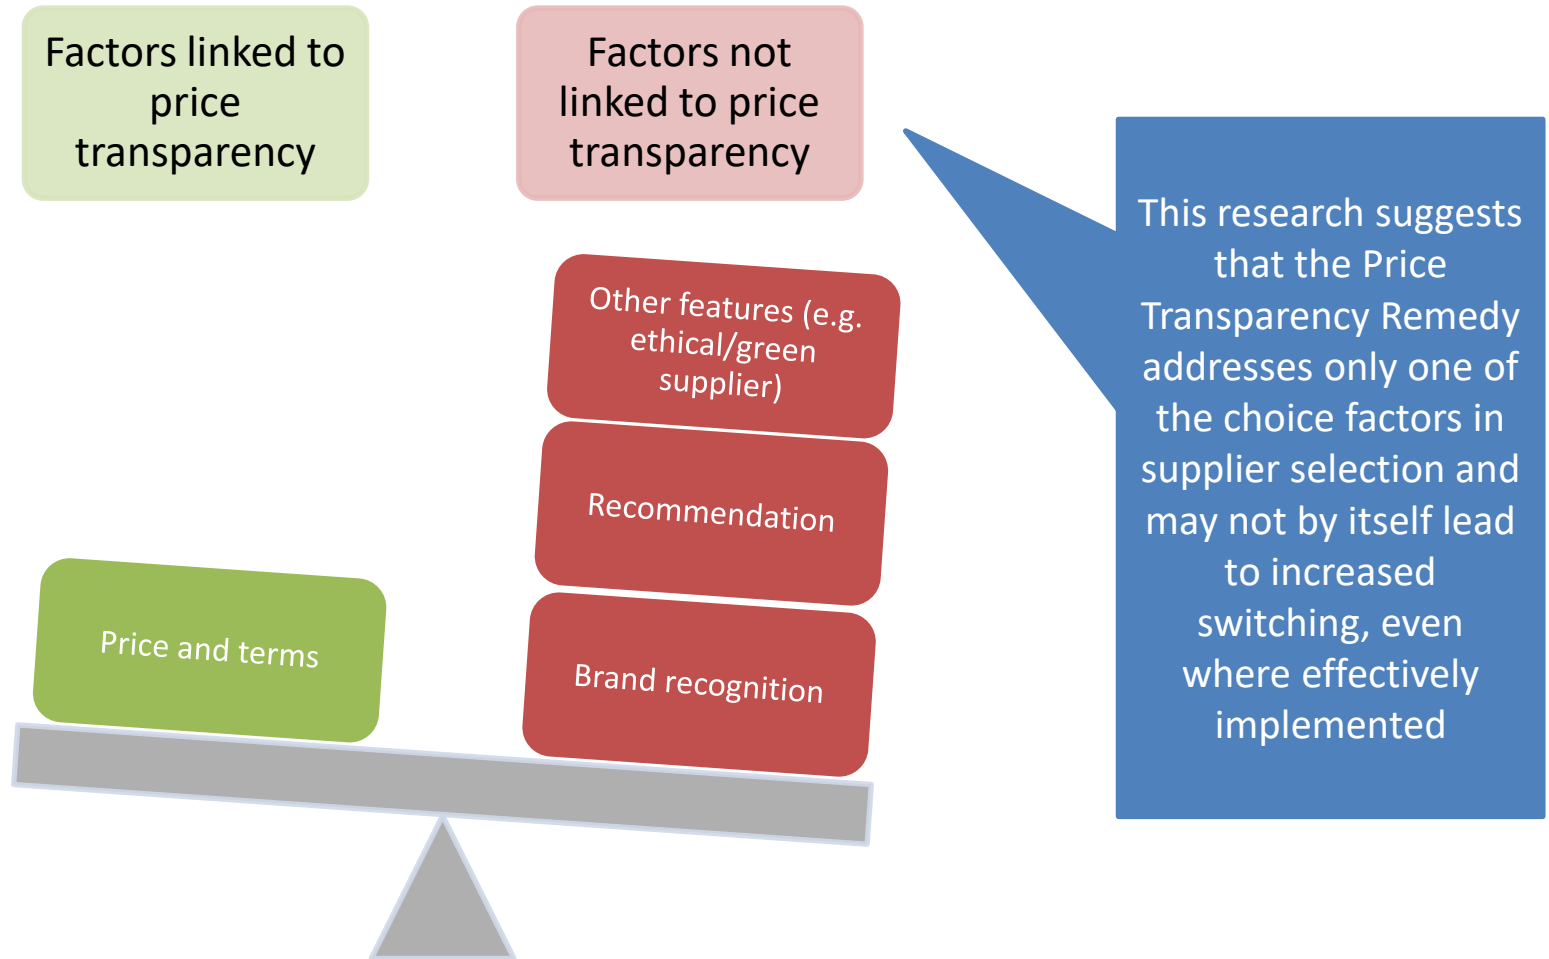 Factors linked to
price
transparency
Factors not
linked to price
transparency
Other features (e.g.
ethical/green
supplier)
Recommendation
Brand recognition
Price and terms
This research suggests
that the Price
Transparency Remedy
addresses only one of
the choice factors in
supplier selection and
may not by itself lead
to increased
switching, even
where effectively
implemented